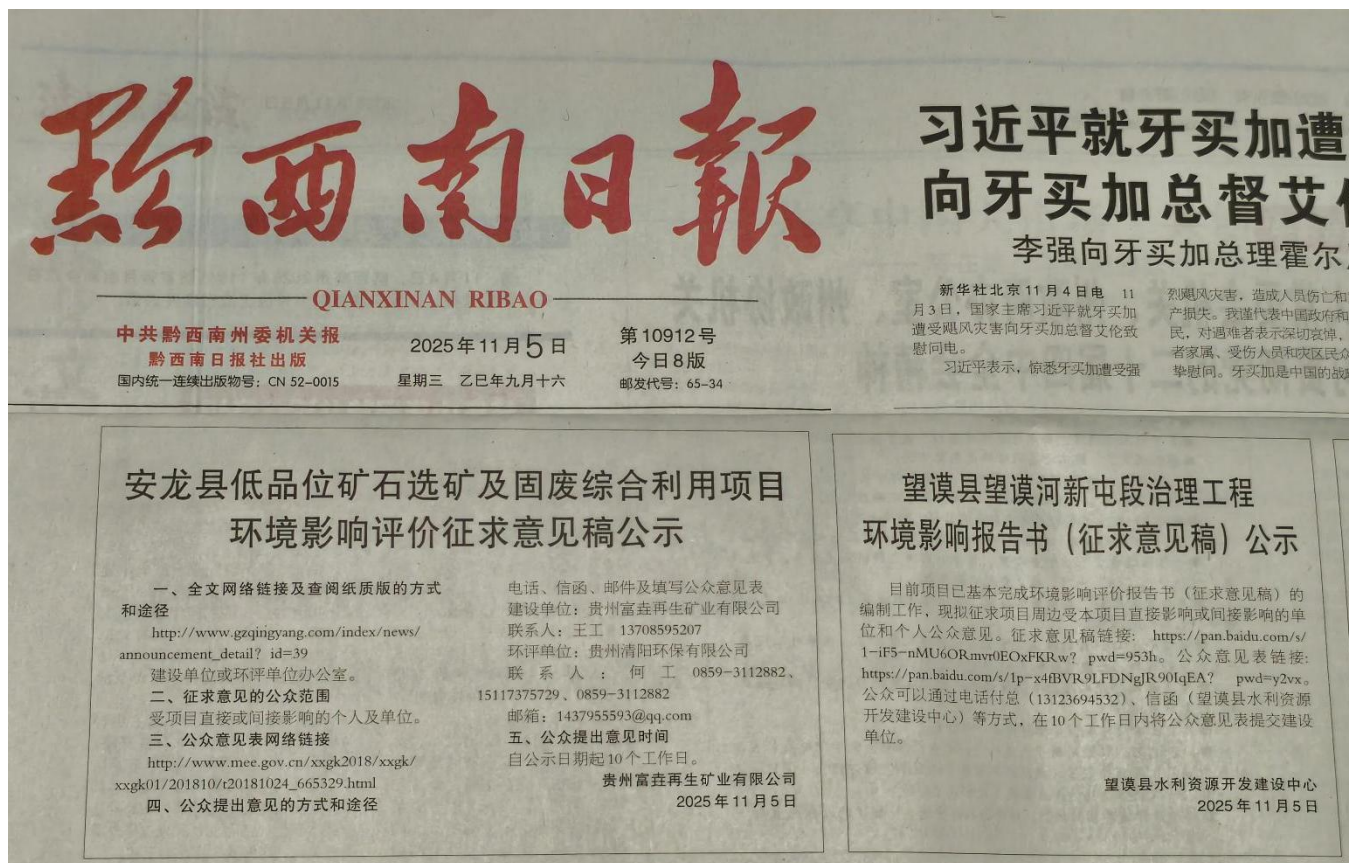 黔西南日報
QIANXINAN RIBAO
中共黔西南州委机关报
黔西南日报社出版
国内统一连续出版物号：CN 52-0015
2025年11月5日
星期三 乙巳年九月十六
第10912号
今日8版
邮发代号：65-34
习近平就牙买加遭
向牙买加总督艾
李强向牙买加总理霍尔
新华社北京11月4日电 11
月3日，国家主席习近平就牙买加
遭受飓风灾害向牙买加总督艾伦致
慰问电。
习近平表示，惊悉牙买加遭受强
烈飓风灾害，造成人员伤亡和
产损失。我谨代表中国政府和
民，对遇难者表示深切哀悼，
者家属、受伤人员和灾区民众
挚慰问。牙买加是中国的战
安龙县低品位矿石选矿及固废综合利用项目
环境影响评价征求意见稿公示
一、全文网络链接及查阅纸质版的方式
和途径
http://www.gzqingyang.com/index/news/
announcement_detail？id=39
建设单位或环评单位办公室。
二、征求意见的公众范围
受项目直接或间接影响的个人及单位。
三、公众意见表网络链接
http://www.mee.gov.cn/xxgk2018/xxgk/
xxgk01/201810/t20181024_665329.html
四、公众提出意见的方式和途径
电话、信函、邮件及填写公众意见表
建设单位：贵州富垚再生矿业有限公司
联系人：王工 13708595207
环评单位：贵州清阳环保有限公司
联系人：何工 0859-3112882、
15117375729、0859-3112882
邮箱：1437955593@qq.com
五、公众提出意见时间
自公示日期起10个工作日。
贵州富垚再生矿业有限公司
2025年11月5日
望谟县望谟河新屯段治理工程
环境影响报告书（征求意见稿）公示
目前项目已基本完成环境影响评价报告书（征求意见稿）的
编制工作，现拟征求项目周边受本项目直接影响或间接影响的单
位和个人公众意见。征求意见稿链接：https://pan.baidu.com/s/
1-iF5-nMU6ORmvr0EOxFKRw？pwd=953h。公众意见表链接：
https://pan.baidu.com/s/1p-x4fBVR9LFDNgJR90IqEA？pwd=y2vx。
公众可以通过电话付总（13123694532）、信函（望谟县水利资源
开发建设中心）等方式，在10个工作日内将公众意见表提交建设
单位。
望谟县水利资源开发建设中心
2025年11月5日